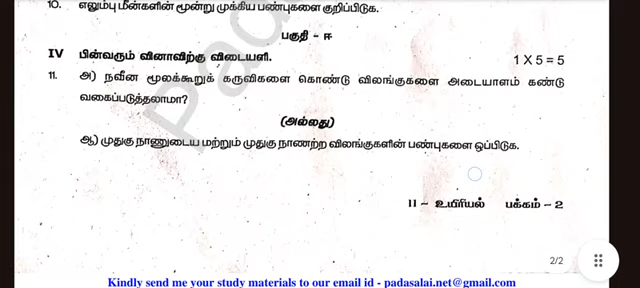 10. எலும்பு மீன்களின் மூன்று முக்கிய பண்புகளை குறிப்பிடுக.
பகுதி – ஈ
IV பின்வரும் வினாவிற்கு விடையளி. 1 X 5 = 5
11. அ) நவீன மூலக்கூறுக் கருவிகளை கொண்டு விலங்குகளை அடையாளம் கண்டு
வகைப்படுத்தலாமா?
(அல்லது)
ஆ) முதுகு நாணுடைய மற்றும் முதுகு நாணற்ற விலங்குகளின் பண்புகளை ஒப்பிடுக.
11 – உயிரியல் பக்கம் – 2
2/2
Kindly send me your study materials to our email id - padasalai.net@gmail.com